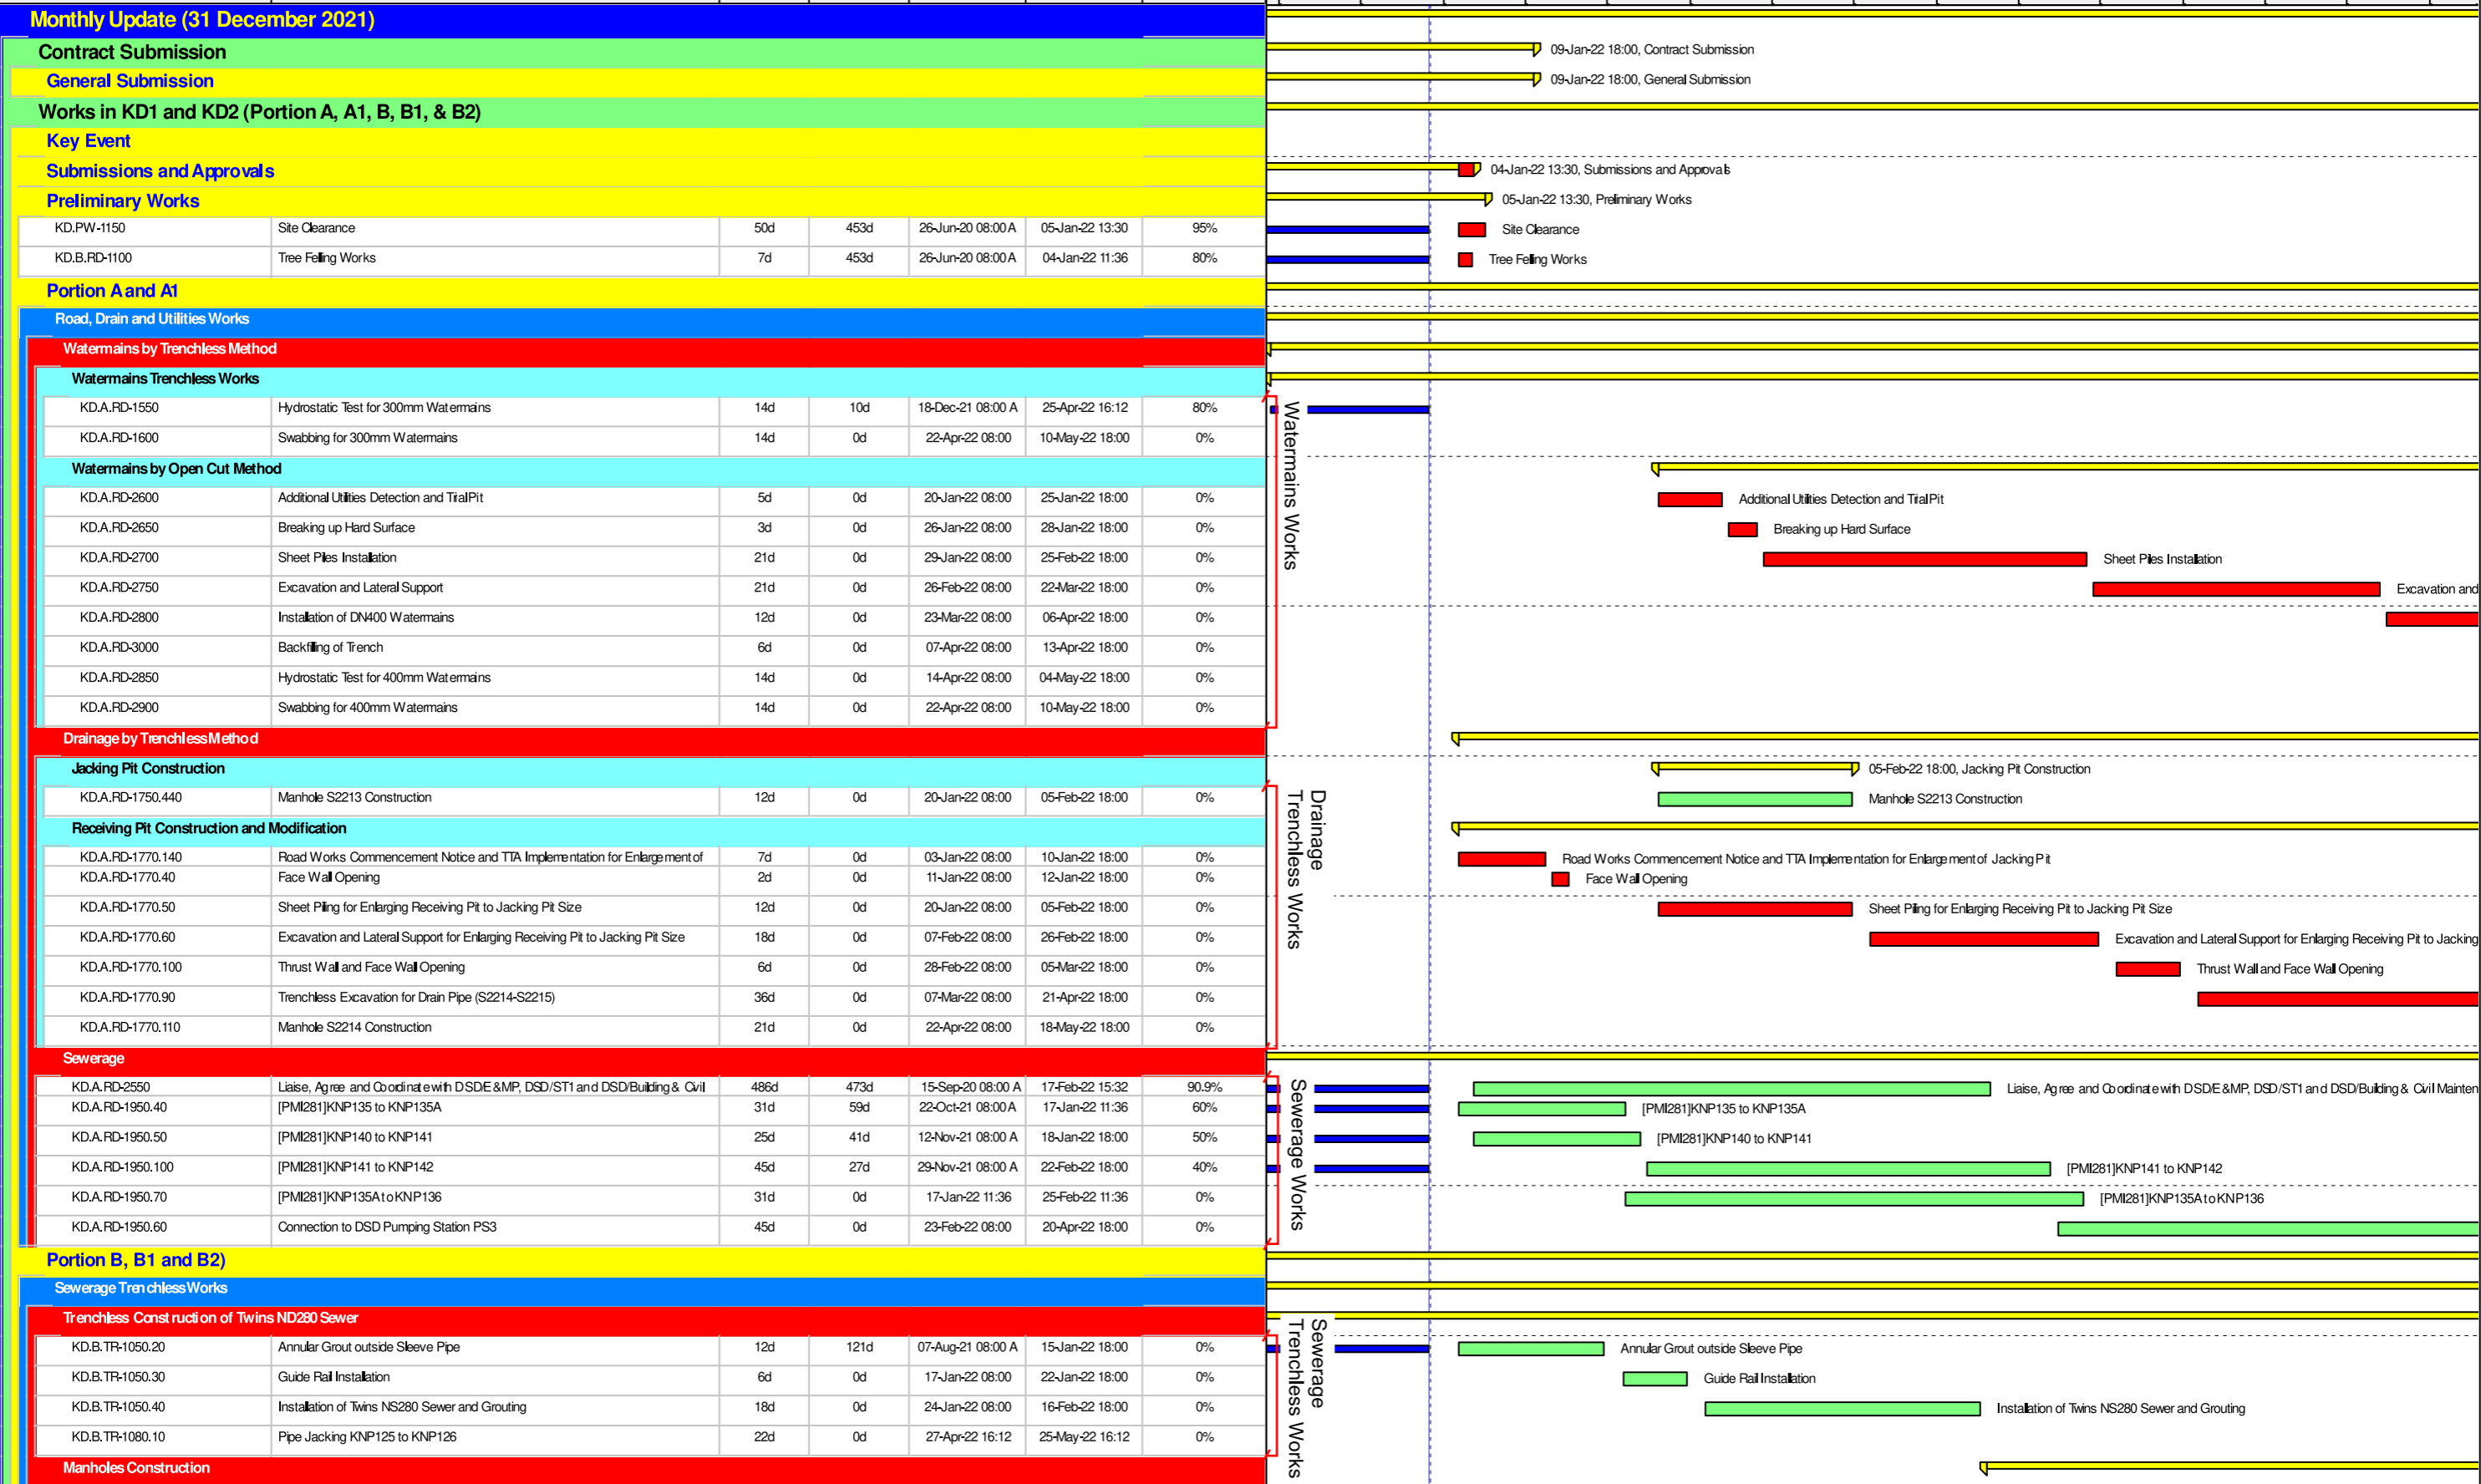 Monthly Update (31 December 2021)
Contract Submission
09-Jan-22 18:00, Contract Submission
General Submission
09-Jan-22 18:00, General Submission
Works in KD1 and KD2 (Portion A, A1, B, B1, & B2)
Key Event
Submissions and Approvals
04-Jan-22 13:30, Submissions and Approvals
Preliminary Works
05-Jan-22 13:30, Preliminary Works
KD.PW-1150 Site Clearance 50d 453d 26-Jun-20 08:00 A 05-Jan-22 13:30 95% Site Clearance
KD.B.RD-1100 Tree Felling Works 7d 453d 26-Jun-20 08:00 A 04-Jan-22 11:36 80% Tree Felling Works
Portion A and A1
Road, Drain and Utilities Works
Watermains by Trenchless Method
Watermains Trenchless Works
KD.A.RD-1550 Hydrostatic Test for 300mm Watermains 14d 10d 18-Dec-21 08:00 A 25-Apr-22 16:12 80%
KD.A.RD-1600 Swabbing for 300mm Watermains 14d 0d 22-Apr-22 08:00 10-May-22 18:00 0%
Watermains by Open Cut Method
KD.A.RD-2600 Additional Utilities Detection and Trial Pit 5d 0d 20-Jan-22 08:00 25-Jan-22 18:00 0% Additional Utilities Detection and Trial Pit
KD.A.RD-2650 Breaking up Hard Surface 3d 0d 26-Jan-22 08:00 28-Jan-22 18:00 0% Breaking up Hard Surface
KD.A.RD-2700 Sheet Piles Installation 21d 0d 29-Jan-22 08:00 25-Feb-22 18:00 0% Sheet Piles Installation
KD.A.RD-2750 Excavation and Lateral Support 21d 0d 26-Feb-22 08:00 22-Mar-22 18:00 0% Excavation and
KD.A.RD-2800 Installation of DN400 Watermains 12d 0d 23-Mar-22 08:00 06-Apr-22 18:00 0%
KD.A.RD-3000 Backfilling of Trench 6d 0d 07-Apr-22 08:00 13-Apr-22 18:00 0%
KD.A.RD-2850 Hydrostatic Test for 400mm Watermains 14d 0d 14-Apr-22 08:00 04-May-22 18:00 0%
KD.A.RD-2900 Swabbing for 400mm Watermains 14d 0d 22-Apr-22 08:00 10-May-22 18:00 0%
Watermains Works
Drainage by Trenchless Method
Jacking Pit Construction
05-Feb-22 18:00, Jacking Pit Construction
KD.A.RD-1750.440 Manhole S2213 Construction 12d 0d 20-Jan-22 08:00 05-Feb-22 18:00 0% Manhole S2213 Construction
Receiving Pit Construction and Modification
KD.A.RD-1770.140 Road Works Commencement Notice and TTA Implementation for Enlargement of 7d 0d 03-Jan-22 08:00 10-Jan-22 18:00 0% Road Works Commencement Notice and TTA Implementation for Enlargement of Jacking Pit
KD.A.RD-1770.40 Face Wall Opening 2d 0d 11-Jan-22 08:00 12-Jan-22 18:00 0% Face Wall Opening
KD.A.RD-1770.50 Sheet Piling for Enlarging Receiving Pit to Jacking Pit Size 12d 0d 20-Jan-22 08:00 05-Feb-22 18:00 0% Sheet Piling for Enlarging Receiving Pit to Jacking Pit Size
KD.A.RD-1770.60 Excavation and Lateral Support for Enlarging Receiving Pit to Jacking Pit Size 18d 0d 07-Feb-22 08:00 26-Feb-22 18:00 0% Excavation and Lateral Support for Enlarging Receiving Pit to Jacking
KD.A.RD-1770.100 Thrust Wall and Face Wall Opening 6d 0d 28-Feb-22 08:00 05-Mar-22 18:00 0% Thrust Wall and Face Wall Opening
KD.A.RD-1770.90 Trenchless Excavation for Drain Pipe (S2214-S2215) 36d 0d 07-Mar-22 08:00 21-Apr-22 18:00 0%
KD.A.RD-1770.110 Manhole S2214 Construction 21d 0d 22-Apr-22 08:00 18-May-22 18:00 0%
Drainage
Trenchless Works
Sewerage
KD.A.RD-2550 Liaise, Agree and Coordinate with DSD/E&MP, DSD/ST1 and DSD/Building & Civil 486d 473d 15-Sep-20 08:00 A 17-Feb-22 15:32 90.9% Liaise, Agree and Coordinate with DSD/E&MP, DSD/ST1 and DSD/Building & Civil Mainten
KD.A.RD-1950.40 [PMI281]KNP135 to KNP135A 31d 59d 22-Oct-21 08:00 A 17-Jan-22 11:36 60% [PMI281]KNP135 to KNP135A
KD.A.RD-1950.50 [PMI281]KNP140 to KNP141 25d 41d 12-Nov-21 08:00 A 18-Jan-22 18:00 50% [PMI281]KNP140 to KNP141
KD.A.RD-1950.100 [PMI281]KNP141 to KNP142 45d 27d 29-Nov-21 08:00 A 22-Feb-22 18:00 40% [PMI281]KNP141 to KNP142
KD.A.RD-1950.70 [PMI281]KNP135A to KNP136 31d 0d 17-Jan-22 11:36 25-Feb-22 11:36 0% [PMI281]KNP135A to KNP136
KD.A.RD-1950.60 Connection to DSD Pumping Station PS3 45d 0d 23-Feb-22 08:00 20-Apr-22 18:00 0%
Sewerage Works
Portion B, B1 and B2)
Sewerage Trenchless Works
Trenchless Construction of Twins ND280 Sewer
KD.B.TR-1050.20 Annular Grout outside Sleeve Pipe 12d 121d 07-Aug-21 08:00 A 15-Jan-22 18:00 0% Annular Grout outside Sleeve Pipe
KD.B.TR-1050.30 Guide Rail Installation 6d 0d 17-Jan-22 08:00 22-Jan-22 18:00 0% Guide Rail Installation
KD.B.TR-1050.40 Installation of Twins NS280 Sewer and Grouting 18d 0d 24-Jan-22 08:00 16-Feb-22 18:00 0% Installation of Twins NS280 Sewer and Grouting
KD.B.TR-1080.10 Pipe Jacking KNP125 to KNP126 22d 0d 27-Apr-22 16:12 25-May-22 16:12 0%
Sewerage
Trenchless Works
Manholes Construction